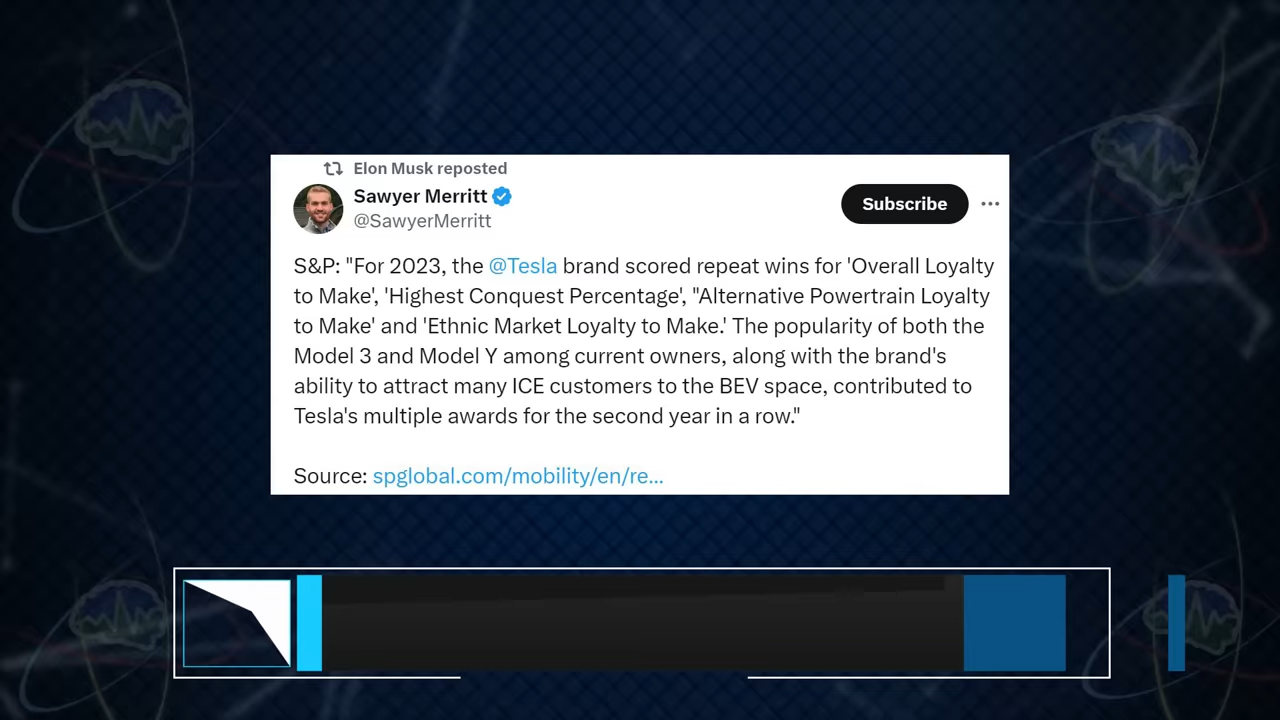 Elon Musk reposted
Sawyer Merritt
@SawyerMerritt
Subscribe
S&P: "For 2023, the @Tesla brand scored repeat wins for 'Overall Loyalty
to Make', 'Highest Conquest Percentage', "Alternative Powertrain Loyalty
to Make' and 'Ethnic Market Loyalty to Make.' The popularity of both the
Model 3 and Model Y among current owners, along with the brand's
ability to attract many ICE customers to the BEV space, contributed to
Tesla's multiple awards for the second year in a row."
Source: spglobal.com/mobility/en/re...